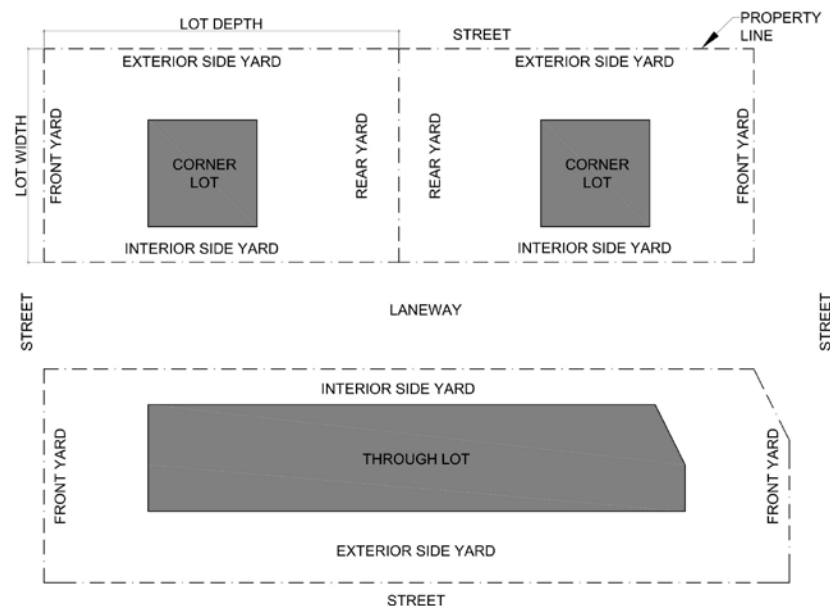 LOT DEPTH
STREET
PROPERTY
LINE
EXTERIOR SIDE YARD
EXTERIOR SIDE YARD
LOT WIDTH
FRONT YARD
CORNER
LOT
REAR YARD
REAR YARD
CORNER
LOT
FRONT YARD
INTERIOR SIDE YARD
INTERIOR SIDE YARD
STREET
LANEWAY
STREET
INTERIOR SIDE YARD
FRONT YARD
THROUGH LOT
FRONT YARD
EXTERIOR SIDE YARD
STREET